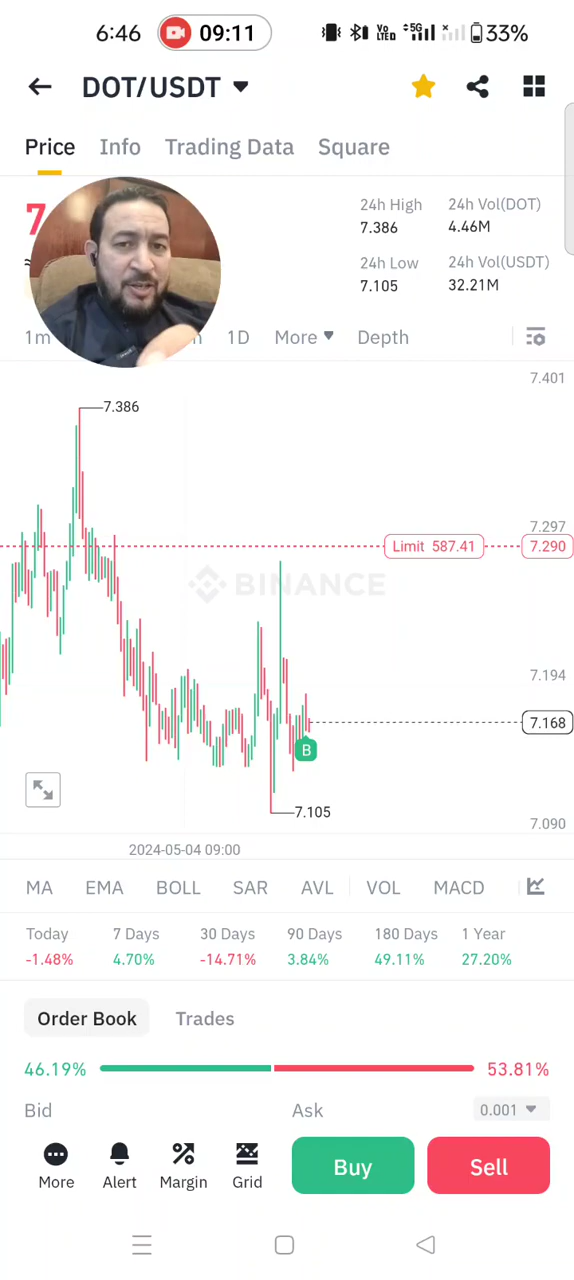 6:46 09:11 5G 33%
DOT/USDT
Price Info Trading Data Square
7
24h High 24h Vol(DOT)
7.386 4.46M
24h Low 24h Vol(USDT)
7.105 32.21M
1m 1D More Depth
7.401
7.386
7.297
Limit 587.41 7.290
BINANCE
7.194
7.168
B
7.105
7.090
2024-05-04 09:00
MA EMA BOLL SAR AVL VOL MACD
Today 7 Days 30 Days 90 Days 180 Days 1 Year
-1.48% 4.70% -14.71% 3.84% 49.11% 27.20%
Order Book Trades
46.19% 53.81%
Bid Ask 0.001
More Alert Margin Grid Buy Sell